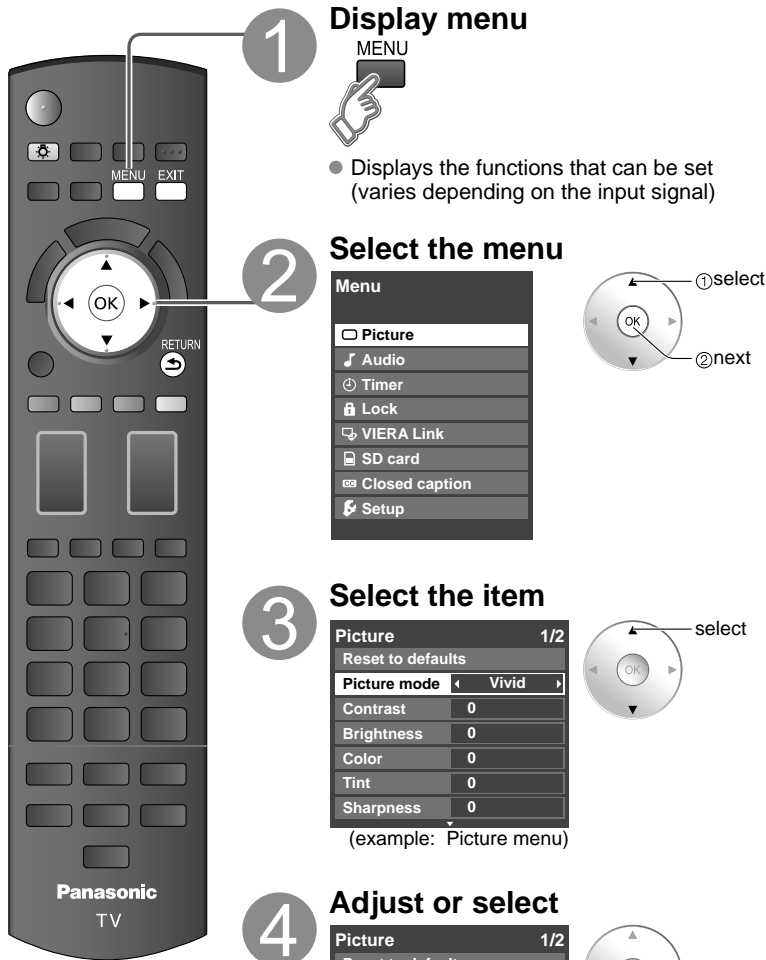 1
Display menu
MENU
Displays the functions that can be set
(varies depending on the input signal)
MENU EXIT
OK
RETURN
Panasonic
TV
2
Select the menu
Menu
Picture
Audio
Timer
Lock
VIERA Link
SD card
CC Closed caption
Setup
①select
OK
②next
3
Select the item
Picture 1/2
Reset to defaults
Picture mode Vivid
Contrast 0
Brightness 0
Color 0
Tint 0
Sharpness 0
(example: Picture menu)
select
OK
4
Adjust or select
Picture 1/2